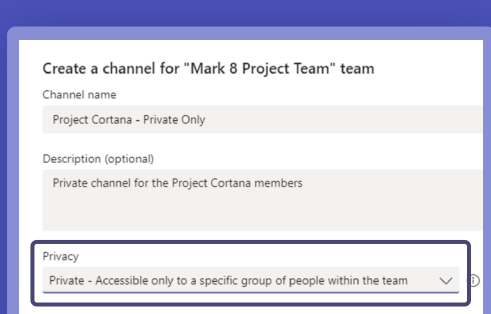 Create a channel for "Mark 8 Project Team" team
Channel name
Project Cortana - Private Only
Description (optional)
Private channel for the Project Cortana members
Privacy
Private - Accessible only to a specific group of people within the team